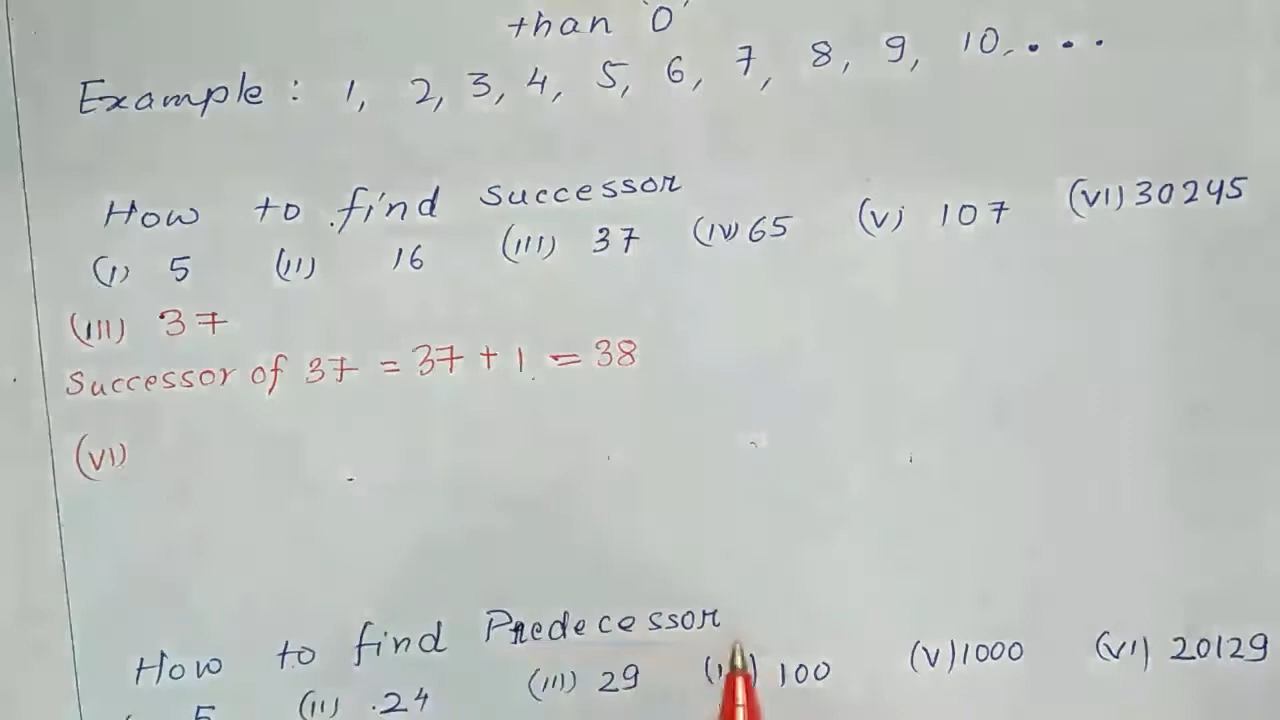 than '0'
Example : 1, 2, 3, 4, 5, 6, 7, 8, 9, 10, ...
How to find successor
(I) 5 (II) 16 (III) 37 (IV) 65 (V) 107 (VI) 30245
(III) 37
Successor of 37 = 37 + 1 = 38
(VI)
How to find Predecessor
5 (II) 24 (III) 29 100 (V) 1000 (VI) 20129